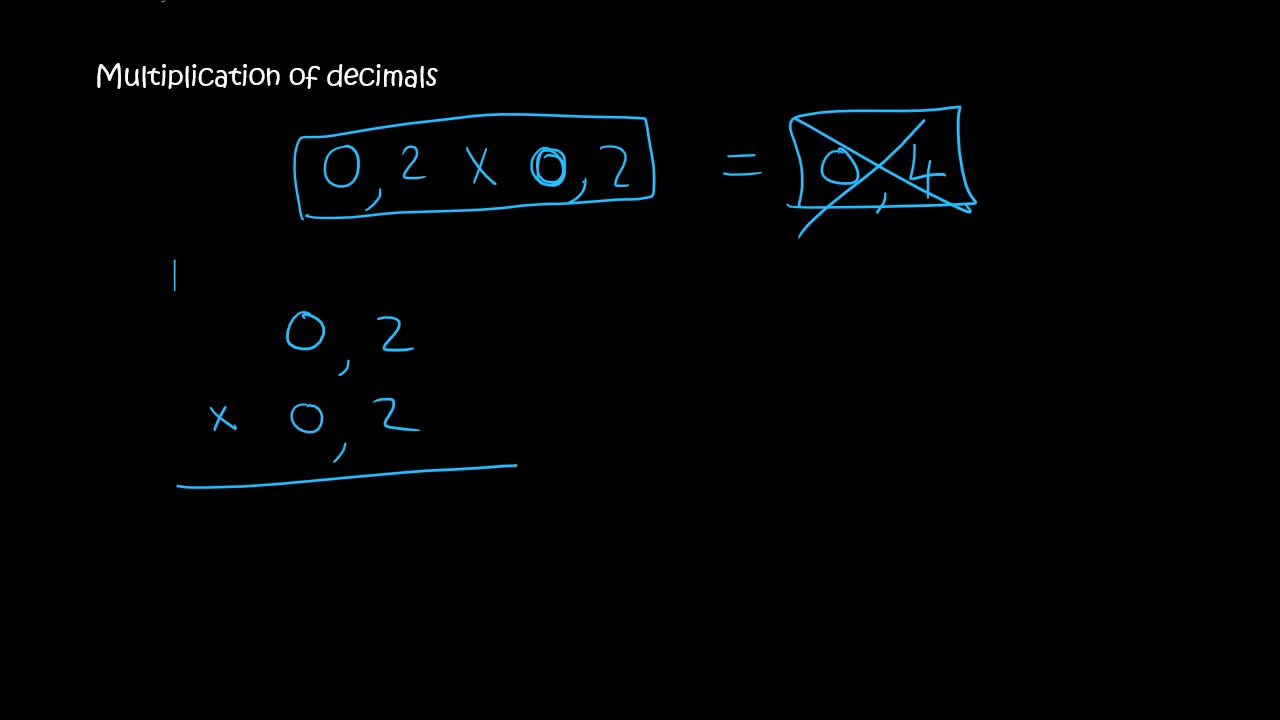 Multiplication of decimals
0,2 x 0,2 = 0,4
|
0,2
x 0,2